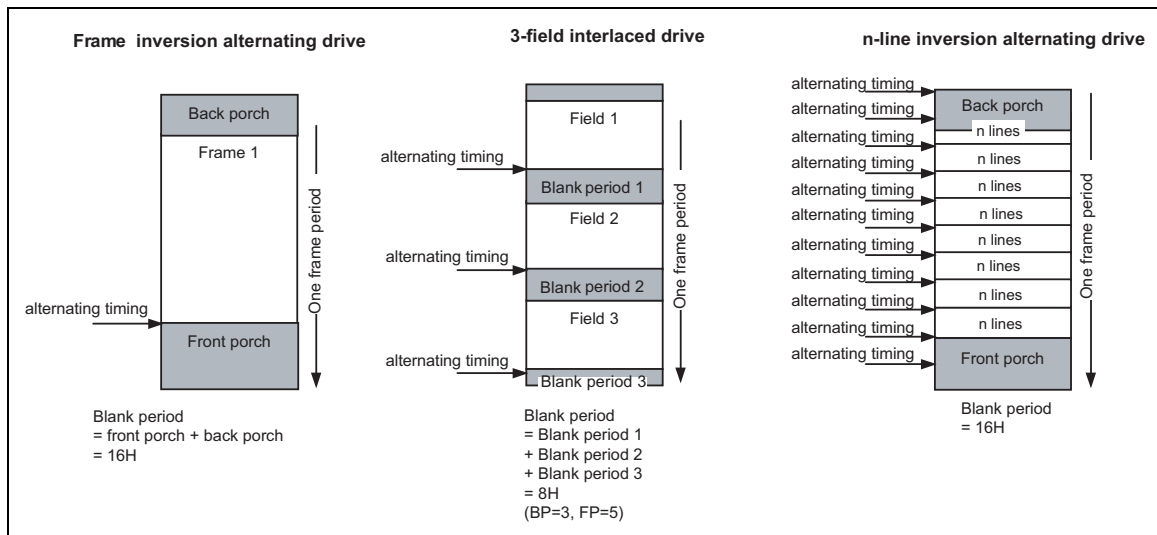 Frame inversion alternating drive
Back porch
Frame 1
One frame period
alternating timing
Front porch
Blank period
= front porch + back porch
= 16H
3-field interlaced drive
Field 1
alternating timing
Blank period 1
Field 2
One frame period
alternating timing
Blank period 2
Field 3
alternating timing
Blank period 3
Blank period
= Blank period 1
+ Blank period 2
+ Blank period 3
= 8H
(BP=3, FP=5)
n-line inversion alternating drive
alternating timing
Back porch
alternating timing
n lines
alternating timing
n lines
alternating timing
n lines
alternating timing
n lines
alternating timing
n lines
alternating timing
n lines
alternating timing
n lines
alternating timing
n lines
alternating timing
Front porch
alternating timing
One frame period
Blank period
= 16H